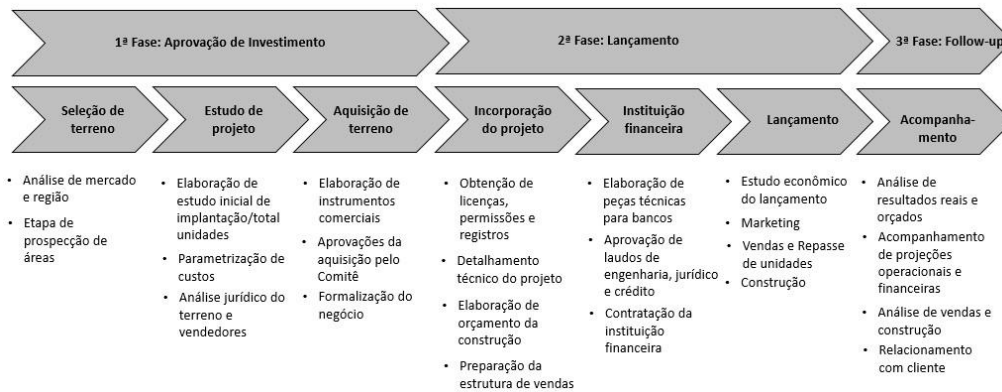 1ª Fase: Aprovação de Investimento
2ª Fase: Lançamento
3ª Fase: Follow-up
Seleção de
terreno
Estudo de
projeto
Aquisição de
terreno
Incorporação
do projeto
Instituição
financeira
Lançamento
Acompanha-
mento
• Análise de mercado
e região
• Etapa de
prospecção de
áreas
• Elaboração de
estudo inicial de
implantação/total
unidades
• Parametrização de
custos
• Análise jurídico do
terreno e
vendedores
• Elaboração de
instrumentos
comerciais
• Aprovações da
aquisição pelo
Comitê
• Formalização do
negócio
• Obtenção de
licenças,
permissões e
registros
• Detalhamento
técnico do projeto
• Elaboração de
orçamento da
construção
• Preparação da
estrutura de vendas
• Elaboração de
peças técnicas
para bancos
• Aprovação de
laudos de
engenharia, jurídico
e crédito
• Contratação da
instituição
financeira
• Estudo econômico
do lançamento
• Marketing
• Vendas e Repasse
de unidades
• Construção
• Análise de
resultados reais e
orçados
• Acompanhamento
de projeções
operacionais e
financeiras
• Análise de vendas e
construção
• Relacionamento
com cliente